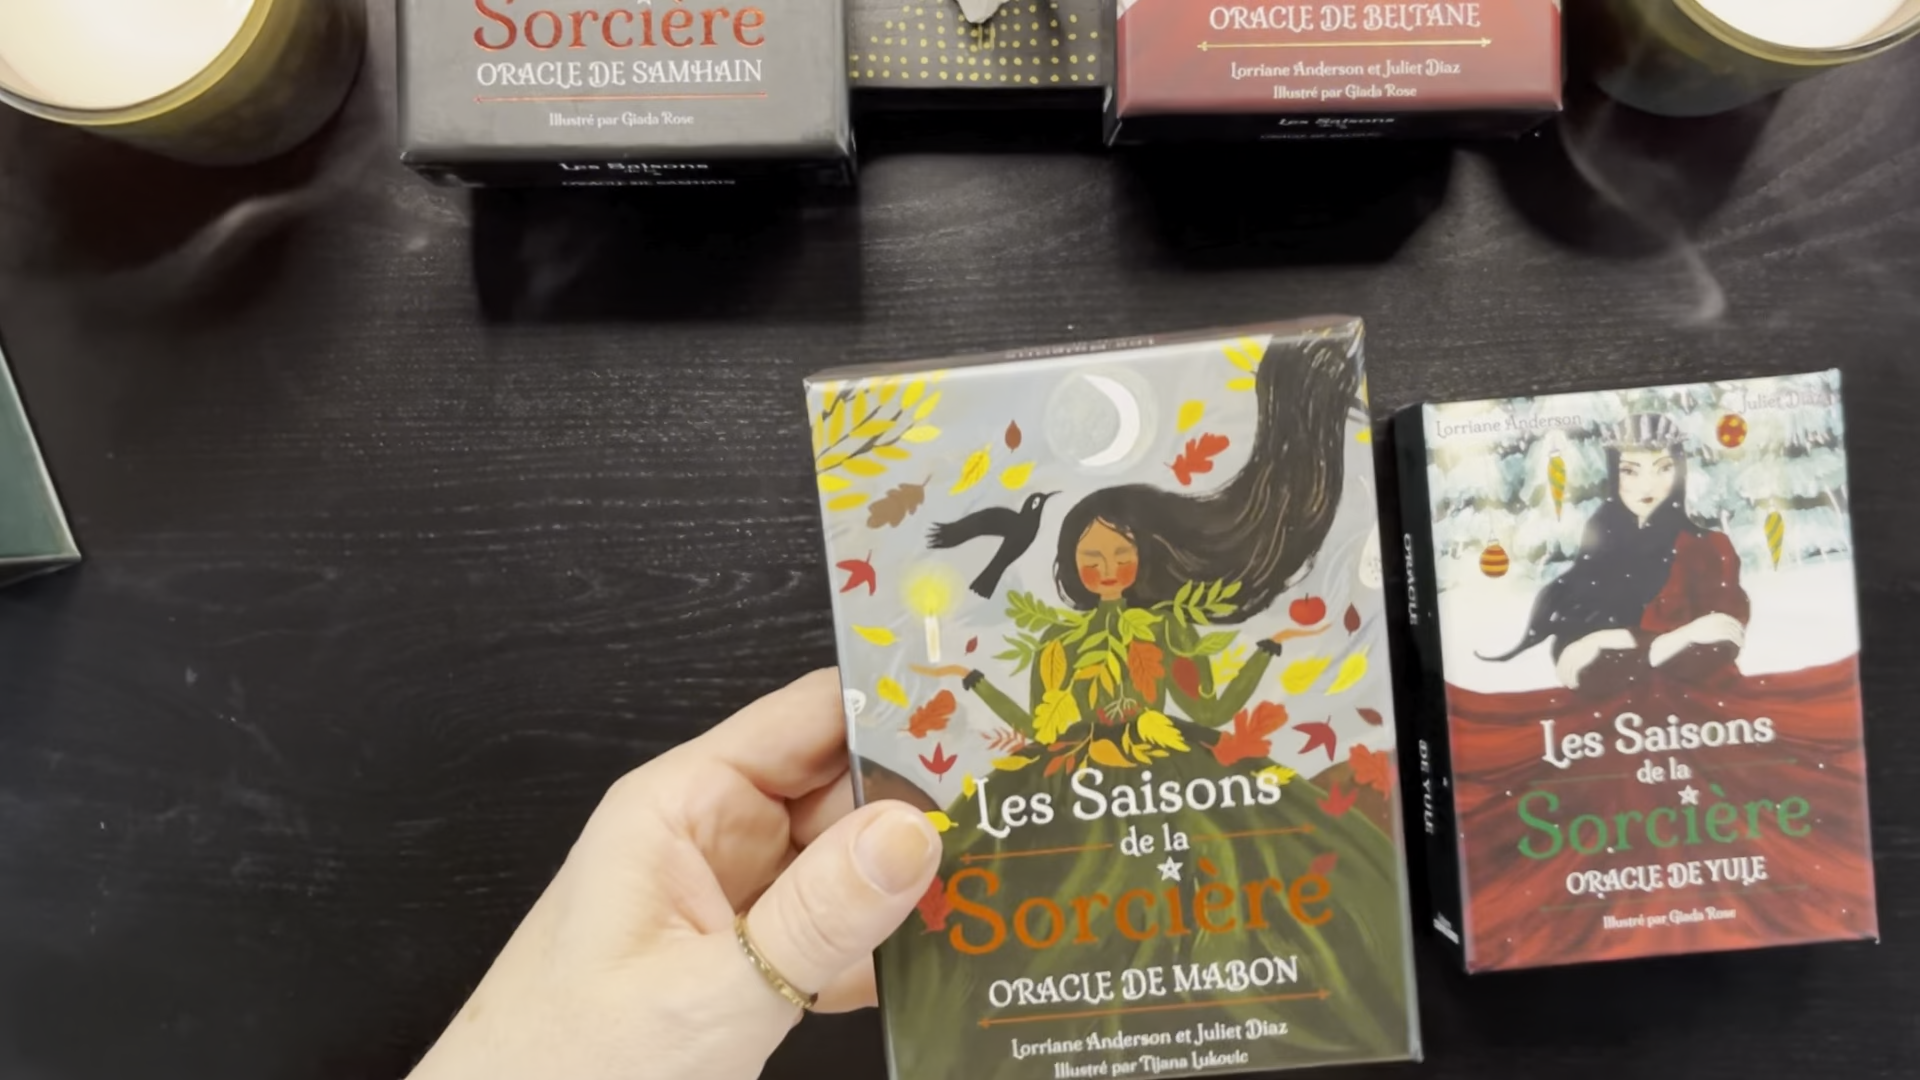 Sorcière
ORACLE DE SAMHAIN
Illustré par Giada Rose
Les Saisons
de la
ORACLE DE SAMHAIN
ORACLE DE BELTANE
Lorriane Anderson et Juliet Diaz
Illustré par Giada Rose
Les Saisons
Les Saisons
de la
Sorcière
ORACLE DE MABON
Lorriane Anderson et Juliet Diaz
Illustré par Tijana Lukovic
ORACLE DE YULE
Lorriane Anderson
Juliet Diaz
Les Saisons
de la
Sorcière
ORACLE DE YULE
Illustré par Giada Rose